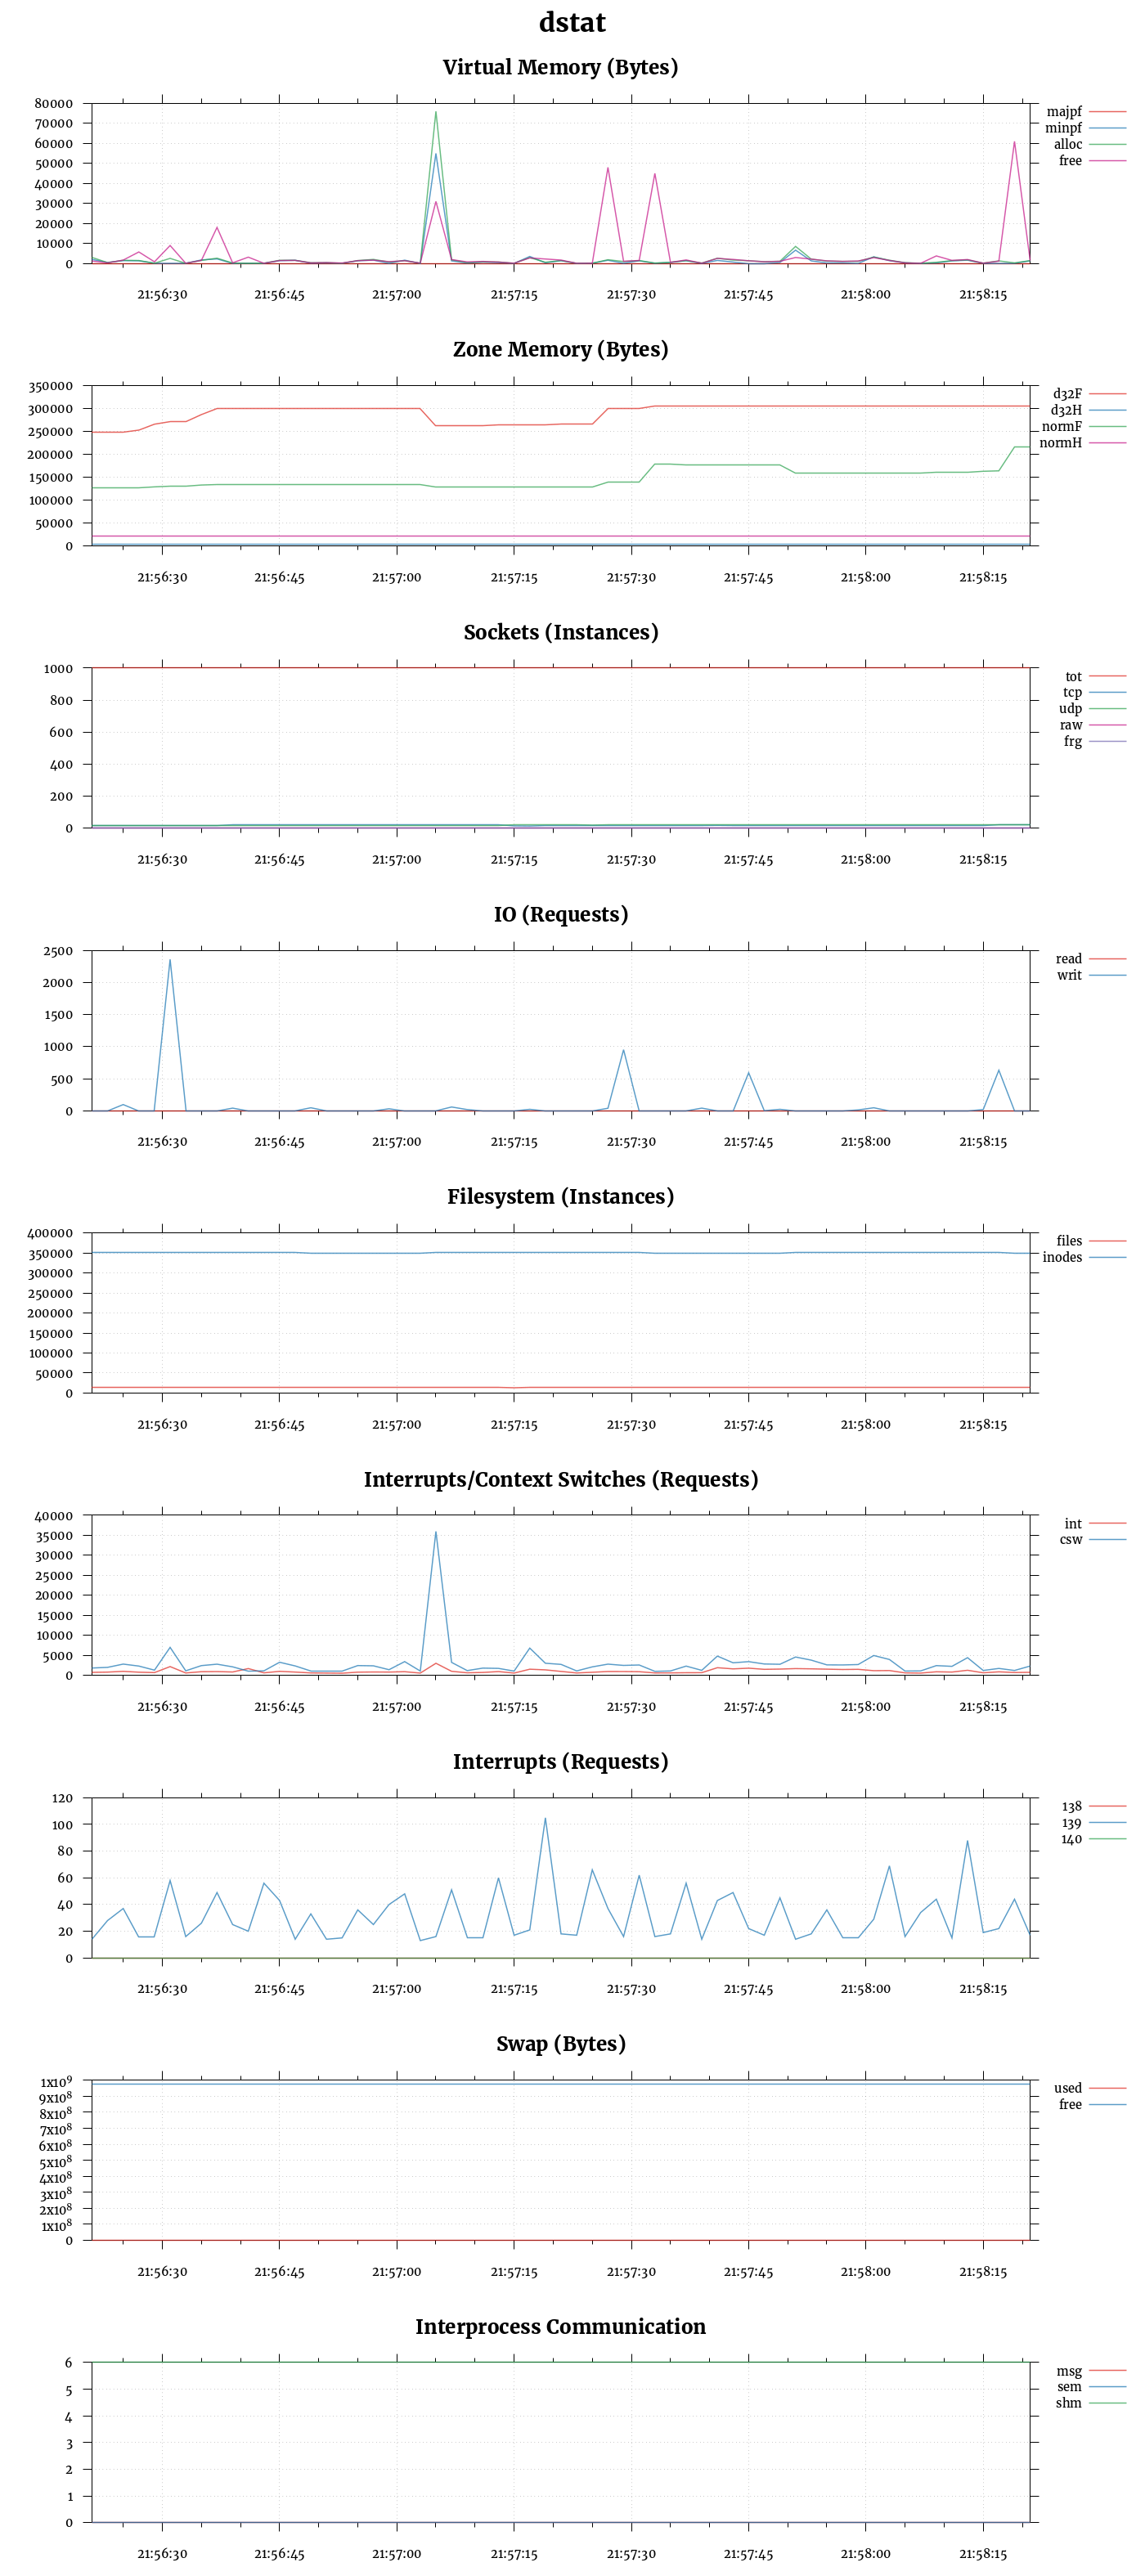 dstat
Virtual Memory (Bytes)
80000
70000
60000
50000
40000
30000
20000
10000
0
21:56:30 21:56:45 21:57:00 21:57:15 21:57:30 21:57:45 21:58:00 21:58:15
majpf
minpf
alloc
free
Zone Memory (Bytes)
350000
300000
250000
200000
150000
100000
50000
0
21:56:30 21:56:45 21:57:00 21:57:15 21:57:30 21:57:45 21:58:00 21:58:15
d32F
d32H
normF
normH
Sockets (Instances)
1000
800
600
400
200
0
21:56:30 21:56:45 21:57:00 21:57:15 21:57:30 21:57:45 21:58:00 21:58:15
tot
tcp
udp
raw
frg
IO (Requests)
2500
2000
1500
1000
500
0
21:56:30 21:56:45 21:57:00 21:57:15 21:57:30 21:57:45 21:58:00 21:58:15
read
writ
Filesystem (Instances)
400000
350000
300000
250000
200000
150000
100000
50000
0
21:56:30 21:56:45 21:57:00 21:57:15 21:57:30 21:57:45 21:58:00 21:58:15
files
inodes
Interrupts/Context Switches (Requests)
40000
35000
30000
25000
20000
15000
10000
5000
0
21:56:30 21:56:45 21:57:00 21:57:15 21:57:30 21:57:45 21:58:00 21:58:15
int
csw
Interrupts (Requests)
120
100
80
60
40
20
0
21:56:30 21:56:45 21:57:00 21:57:15 21:57:30 21:57:45 21:58:00 21:58:15
138
139
140
Swap (Bytes)
1x10⁹
9x10⁸
8x10⁸
7x10⁸
6x10⁸
5x10⁸
4x10⁸
3x10⁸
2x10⁸
1x10⁸
0
21:56:30 21:56:45 21:57:00 21:57:15 21:57:30 21:57:45 21:58:00 21:58:15
used
free
Interprocess Communication
6
5
4
3
2
1
0
21:56:30 21:56:45 21:57:00 21:57:15 21:57:30 21:57:45 21:58:00 21:58:15
msg
sem
shm